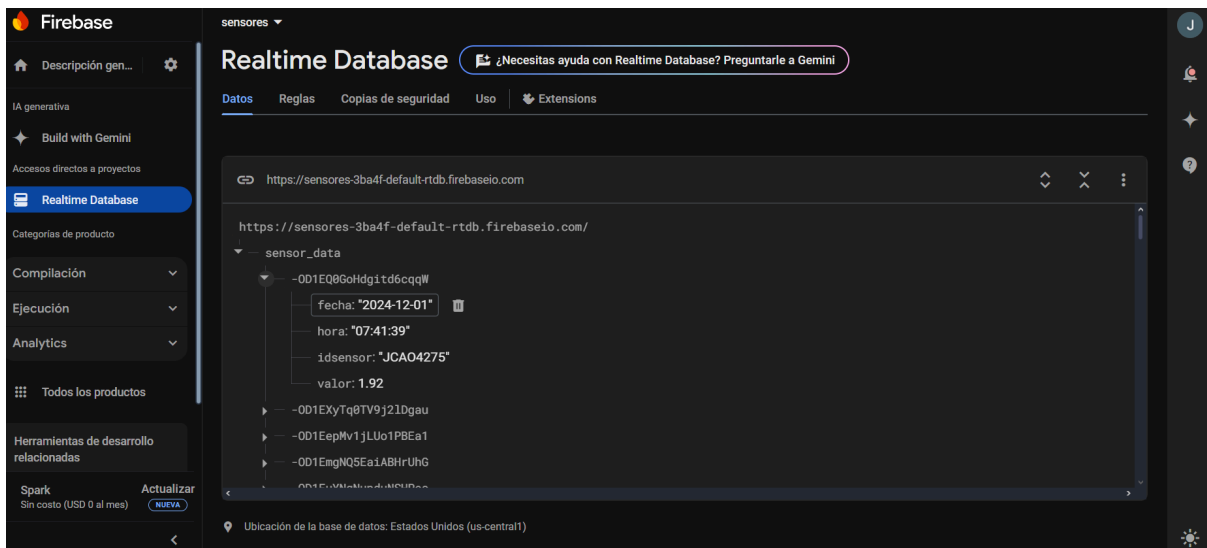 Firebase
Descripción gen...
IA generativa
Build with Gemini
Accesos directos a proyectos
Realtime Database
Categorías de producto
Compilación
Ejecución
Analytics
Todos los productos
Herramientas de desarrollo
relacionadas
Spark
Sin costo (USD 0 al mes)
Actualizar
NUEVA
sensores
Realtime Database
¿Necesitas ayuda con Realtime Database? Preguntarle a Gemini
Datos Reglas Copias de seguridad Uso Extensions
https://sensores-3ba4f-default-rtdb.firebaseio.com
https://sensores-3ba4f-default-rtdb.firebaseio.com/
sensor_data
-OD1EQ0GoHdgitd6cqqW
fecha: "2024-12-01"
hora: "07:41:39"
idsensor: "JCAO4275"
valor: 1.92
-OD1EXyTq0TV9j2lDgau
-OD1EepMv1jLUo1PBEa1
-OD1EmgNQ5EaiABHrUhG
Ubicación de la base de datos: Estados Unidos (us-central1)
J